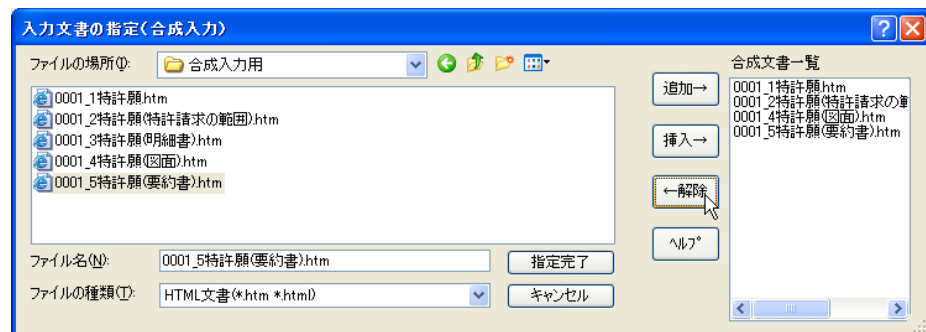 入力文書の指定(合成入力)
ファイルの場所(I):
合成入力用
合成文書一覧
0001_1特許願.htm
0001_2特許願(特許請求の範囲).htm
0001_3特許願(明細書).htm
0001_4特許願(図面).htm
0001_5特許願(要約書).htm
追加→
挿入→
←解除
ヘルプ
0001_1特許願.htm
0001_2特許願(特許請求の単
0001_4特許願(図面).htm
0001_5特許願(要約書).htm
ファイル名(N):
0001_5特許願(要約書).htm
指定完了
ファイルの種類(T):
HTML文書(*.htm *.html)
キャンセル